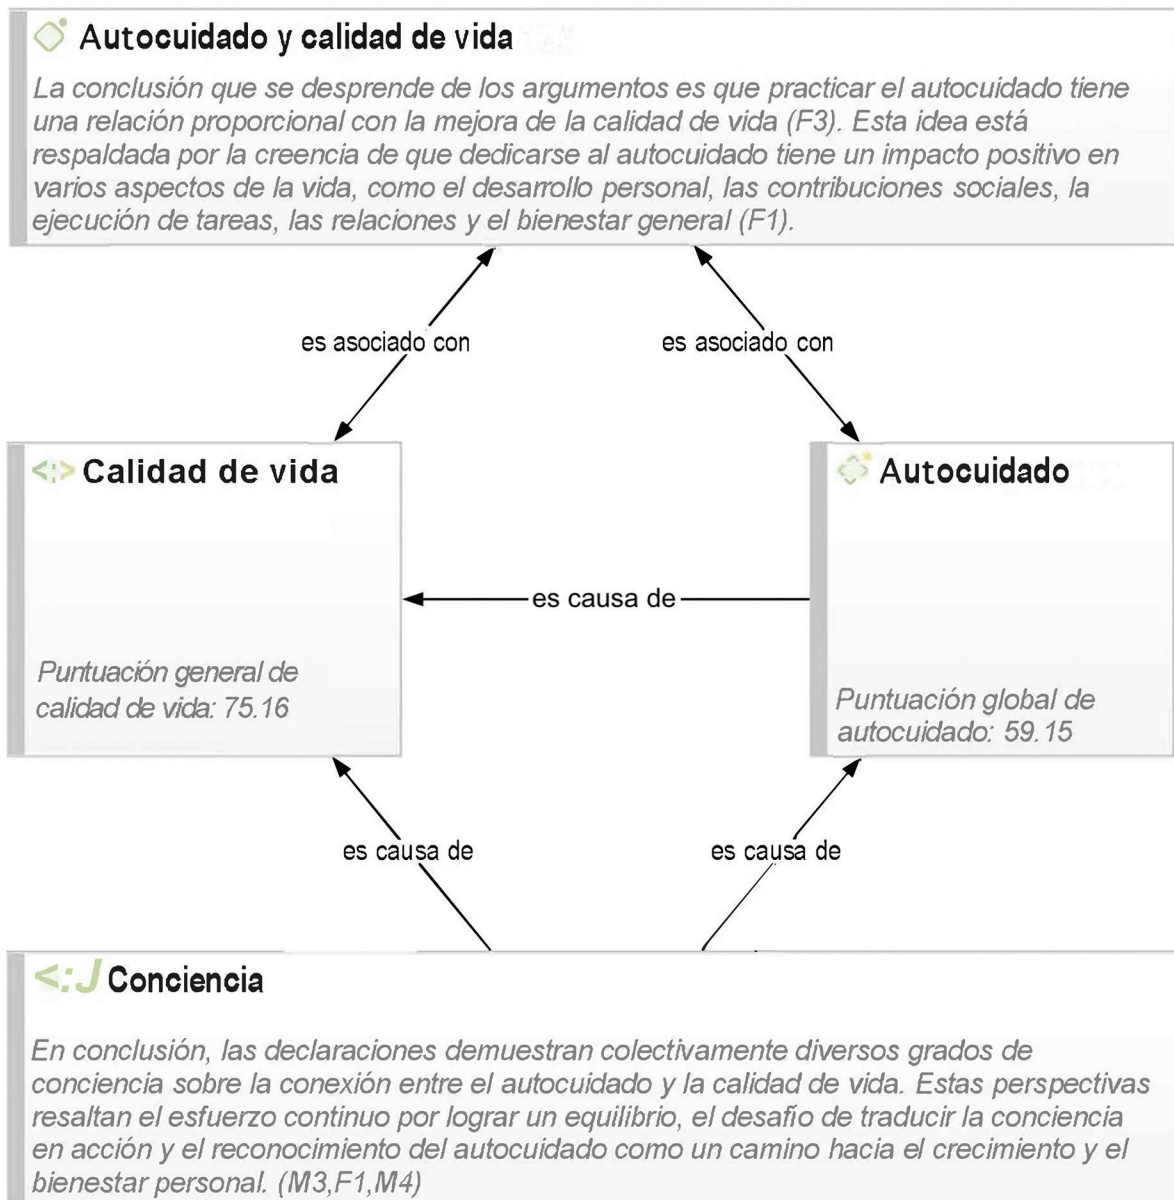 Autocuidado y calidad de vida
La conclusión que se desprende de los argumentos es que practicar el autocuidado tiene
una relación proporcional con la mejora de la calidad de vida (F3). Esta idea está
respaldada por la creencia de que dedicarse al autocuidado tiene un impacto positivo en
varios aspectos de la vida, como el desarrollo personal, las contribuciones sociales, la
ejecución de tareas, las relaciones y el bienestar general (F1).
es asociado con
es asociado con
<:> Calidad de vida
Puntuación general de
calidad de vida: 75.16
es causa de
Autocuidado
Puntuación global de
autocuidado: 59.15
es causa de
es causa de
<:J Conciencia
En conclusión, las declaraciones demuestran colectivamente diversos grados de
conciencia sobre la conexión entre el autocuidado y la calidad de vida. Estas perspectivas
resaltan el esfuerzo continuo por lograr un equilibrio, el desafío de traducir la conciencia
en acción y el reconocimiento del autocuidado como un camino hacia el crecimiento y el
bienestar personal. (M3,F1,M4)